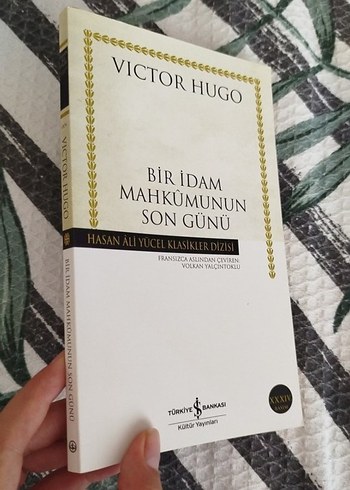 VICTOR HUGO
BİR İDAM
MAHKÛMUNUN
SON GÜNÜ
HASAN ÂLİ YÜCEL KLASİKLER DİZİSİ
FRANSIZCA ASLINDAN ÇEVİREN:
VOLKAN YALÇINTOKLU
TÜRKİYE İŞ BANKASI
Kültür Yayınları
XXXIV
VICTOR HUGO
BİR İDAM MAHKÛMUNUN SON GÜNÜ